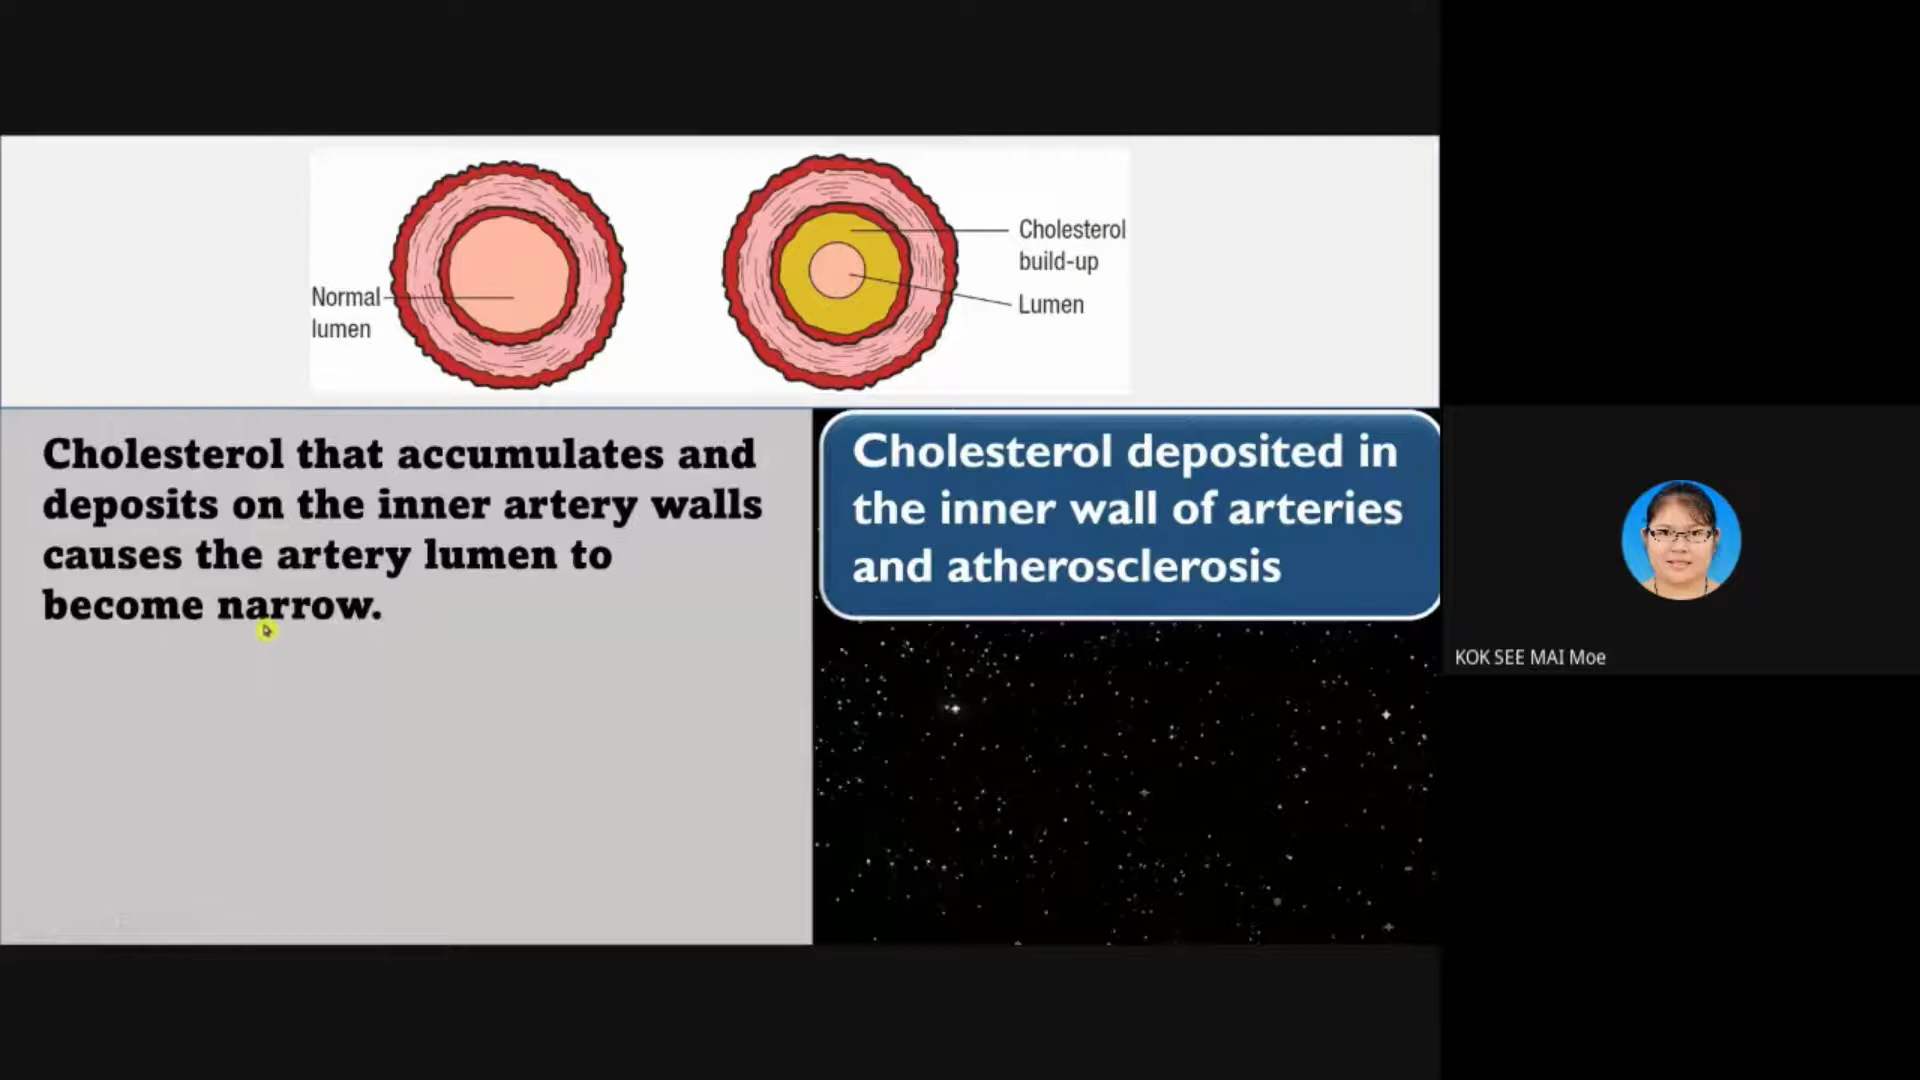 Normal
lumen
Cholesterol
build-up
Lumen
Cholesterol that accumulates and
deposits on the inner artery walls
causes the artery lumen to
become narrow.
Cholesterol deposited in
the inner wall of arteries
and atherosclerosis
KOK SEE MAI Moe